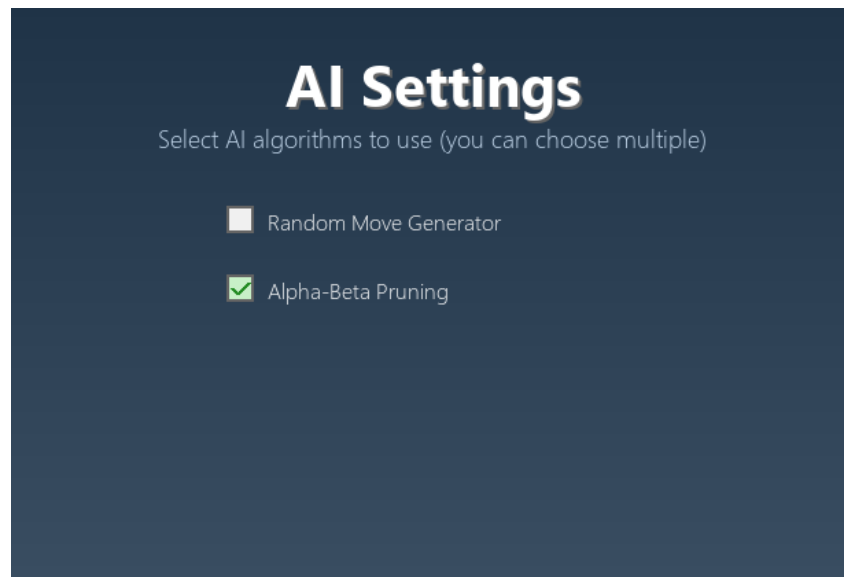 AI Settings
Select AI algorithms to use (you can choose multiple)
Random Move Generator
Alpha-Beta Pruning